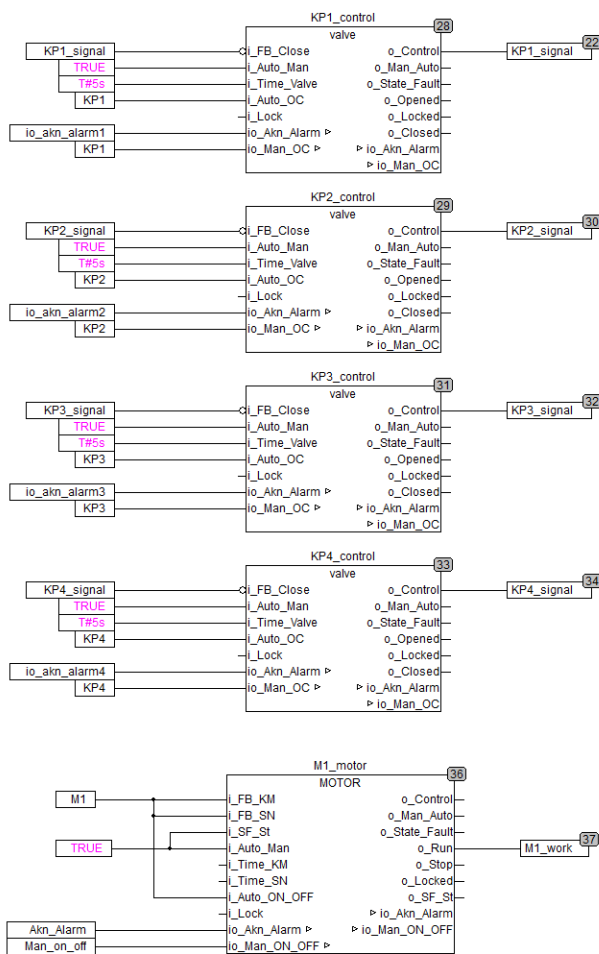 KP1_control
28
valve
22
KP1_signal i_FB_Close o_Control KP1_signal
TRUE i_Auto_Man o_Man_Auto
T#5s i_Time_Valve o_State_Fault
KP1 i_Auto_OC o_Opened
i_Lock o_Locked
io_akn_alarm1 io_Akn_Alarm o_Closed
KP1 io_Man_OC io_Akn_Alarm
io_Man_OC
KP2_control
29
valve
30
KP2_signal i_FB_Close o_Control KP2_signal
TRUE i_Auto_Man o_Man_Auto
T#5s i_Time_Valve o_State_Fault
KP2 i_Auto_OC o_Opened
i_Lock o_Locked
io_akn_alarm2 io_Akn_Alarm o_Closed
KP2 io_Man_OC io_Akn_Alarm
io_Man_OC
KP3_control
31
valve
32
KP3_signal i_FB_Close o_Control KP3_signal
TRUE i_Auto_Man o_Man_Auto
T#5s i_Time_Valve o_State_Fault
KP3 i_Auto_OC o_Opened
i_Lock o_Locked
io_akn_alarm3 io_Akn_Alarm o_Closed
KP3 io_Man_OC io_Akn_Alarm
io_Man_OC
KP4_control
33
valve
34
KP4_signal i_FB_Close o_Control KP4_signal
TRUE i_Auto_Man o_Man_Auto
T#5s i_Time_Valve o_State_Fault
KP4 i_Auto_OC o_Opened
i_Lock o_Locked
io_akn_alarm4 io_Akn_Alarm o_Closed
KP4 io_Man_OC io_Akn_Alarm
io_Man_OC
M1_motor
36
MOTOR
M1 i_FB_KM o_Control
i_FB_SN o_Man_Auto
i_SF_St o_State_Fault
37
TRUE i_Auto_Man o_Run M1_work
i_Time_KM o_Stop
i_Time_SN o_Locked
i_Auto_ON_OFF o_SF_St
i_Lock io_Akn_Alarm
Akn_Alarm io_Akn_Alarm io_Man_ON_OFF
Man_on_off io_Man_ON_OFF